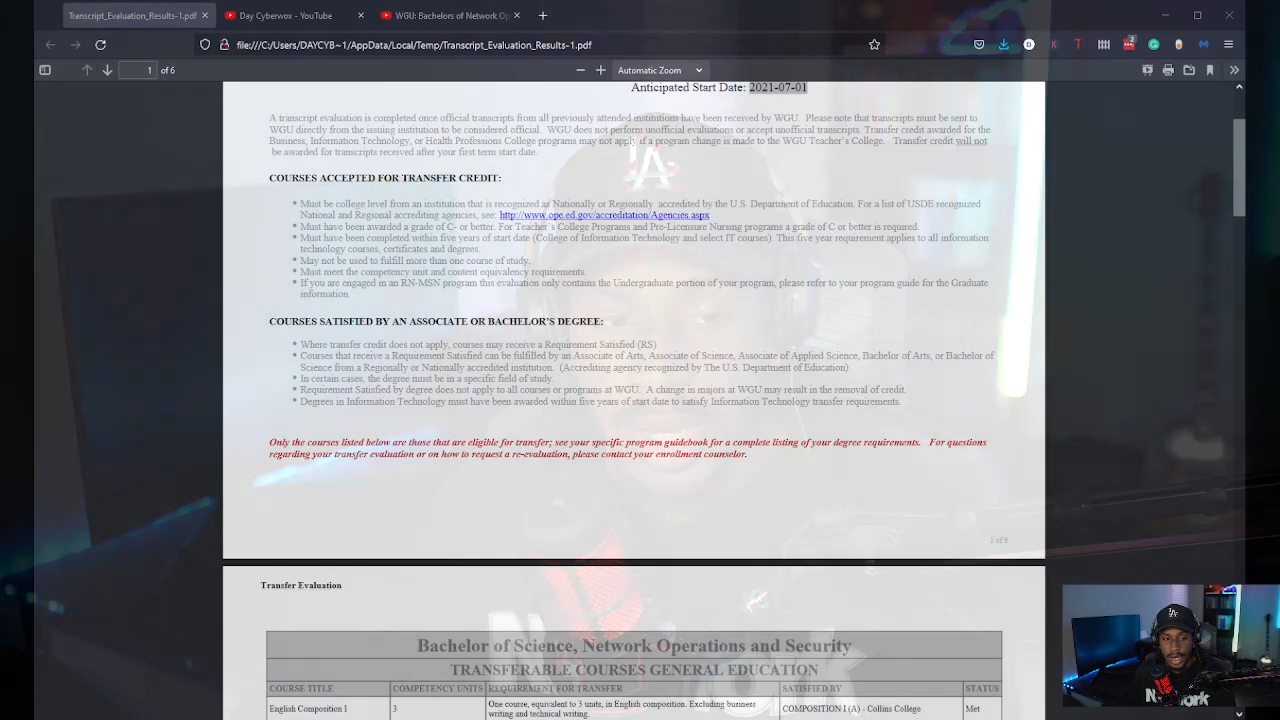 Transcript_Evaluation_Results-1.pdf
Day Cyberwox - YouTube
WGU: Bachelors of Network Op
file:///C:/Users/DAYCYB~1/AppData/Local/Temp/Transcript_Evaluation_Results-1.pdf
2
1 of 6
Automatic Zoom
Anticipated Start Date: 2021-07-01
A transcript evaluation is completed once official transcripts from all previously attended institutions have been received by WGU. Please note that transcripts must be sent to
WGU directly from the issuing institution to be considered official. WGU does not perform unofficial evaluations or accept unofficial transcripts. Transfer credit awarded for the
Business, Information Technology, or Health Professions College programs may not apply if a program change is made to the WGU Teacher's College. Transfer credit will not
be awarded for transcripts received after your first term start date.
COURSES ACCEPTED FOR TRANSFER CREDIT:
• Must be college level from an institution that is recognized as Nationally or Regionally accredited by the U.S. Department of Education. For a list of USDE recognized
National and Regional accrediting agencies, see: http://www.ope.ed.gov/accreditation/Agencies.aspx
• Must have been awarded a grade of C- or better. For Teacher's College Programs and Pre-Licensure Nursing programs a grade of C or better is required.
• Must have been completed within five years of start date (College of Information Technology and select IT courses). This five year requirement applies to all information
technology courses, certificates and degrees.
• May not be used to fulfill more than one course of study.
• Must meet the competency unit and content equivalency requirements.
• If you are engaged in an RN-MSN program this evaluation only contains the Undergraduate portion of your program, please refer to your program guide for the Graduate
information.
COURSES SATISFIED BY AN ASSOCIATE OR BACHELOR'S DEGREE:
• Where transfer credit does not apply, courses may receive a Requirement Satisfied (RS).
• Courses that receive a Requirement Satisfied can be fulfilled by an Associate of Arts, Associate of Science, Associate of Applied Science, Bachelor of Arts, or Bachelor of
Science from a Regionally or Nationally accredited institution. (Accrediting agency recognized by The U.S. Department of Education)
• In certain cases, the degree must be in a specific field of study.
• Requirement Satisfied by degree does not apply to all courses or programs at WGU. A change in majors at WGU may result in the removal of credit.
• Degrees in Information Technology must have been awarded within five years of start date to satisfy Information Technology transfer requirements.
Only the courses listed below are those that are eligible for transfer; see your specific program guidebook for a complete listing of your degree requirements. For questions
regarding your transfer evaluation or on how to request a re-evaluation, please contact your enrollment counselor.
1 of 6
Transfer Evaluation
Bachelor of Science, Network Operations and Security
TRANSFERABLE COURSES GENERAL EDUCATION
COURSE TITLE COMPETENCY UNITS REQUIREMENT FOR TRANSFER SATISFIED BY STATUS
English Composition I 3 One course, equivalent to 3 units, in English composition. Excluding business COMPOSITION I (A) - Collins College Met
writing and technical writing.
LA